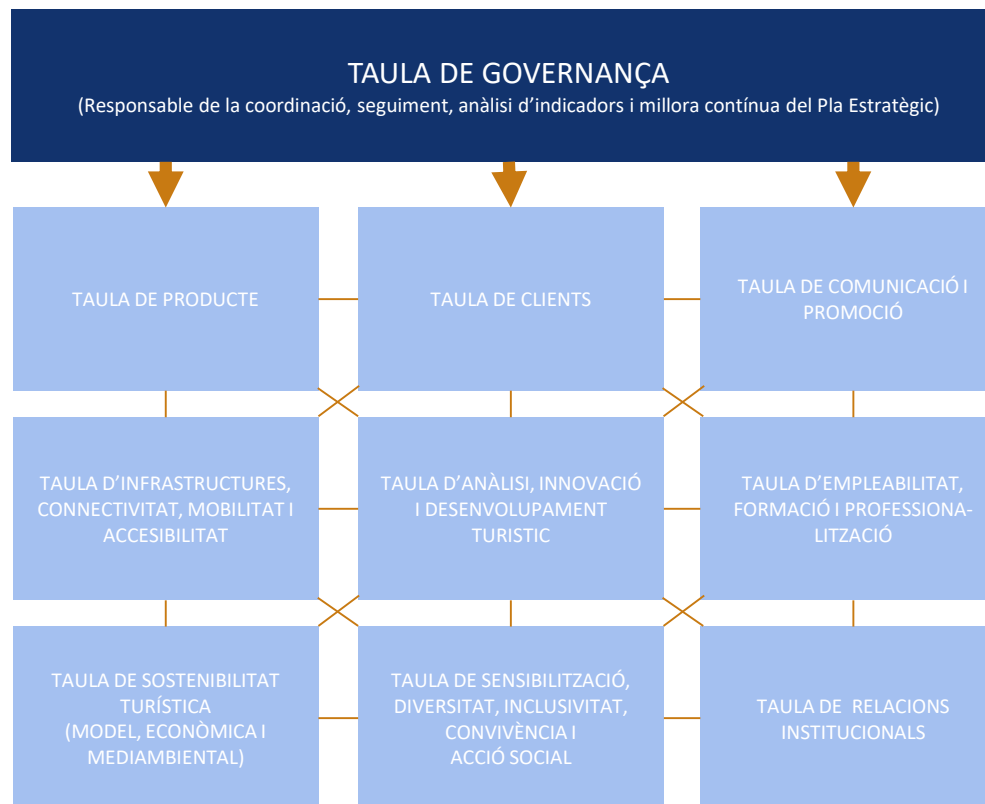 TAULA DE GOVERNANÇA
(Responsable de la coordinació, seguiment, anàlisi d’indicadors i millora contínua del Pla Estratègic)
TAULA DE PRODUCTE
TAULA DE CLIENTS
TAULA DE COMUNICACIÓ I
PROMOCIÓ
TAULA D’INFRASTRUCTURES,
CONNECTIVITAT, MOBILITAT I
ACCESIBILITAT
TAULA D’ANÀLISI, INNOVACIÓ
I DESENVOLUPAMENT
TURISTIC
TAULA D’EMPLEABILITAT,
FORMACIÓ I PROFESSIONA-
LITZACIÓ
TAULA DE SOSTENIBILITAT
TURÍSTICA
(MODEL, ECONÒMICA I
MEDIAMBIENTAL)
TAULA DE SENSIBILITZACIÓ,
DIVERSITAT, INCLUSIVITAT,
CONVIVÈNCIA I
ACCIÓ SOCIAL
TAULA DE RELACIONS
INSTITUCIONALS